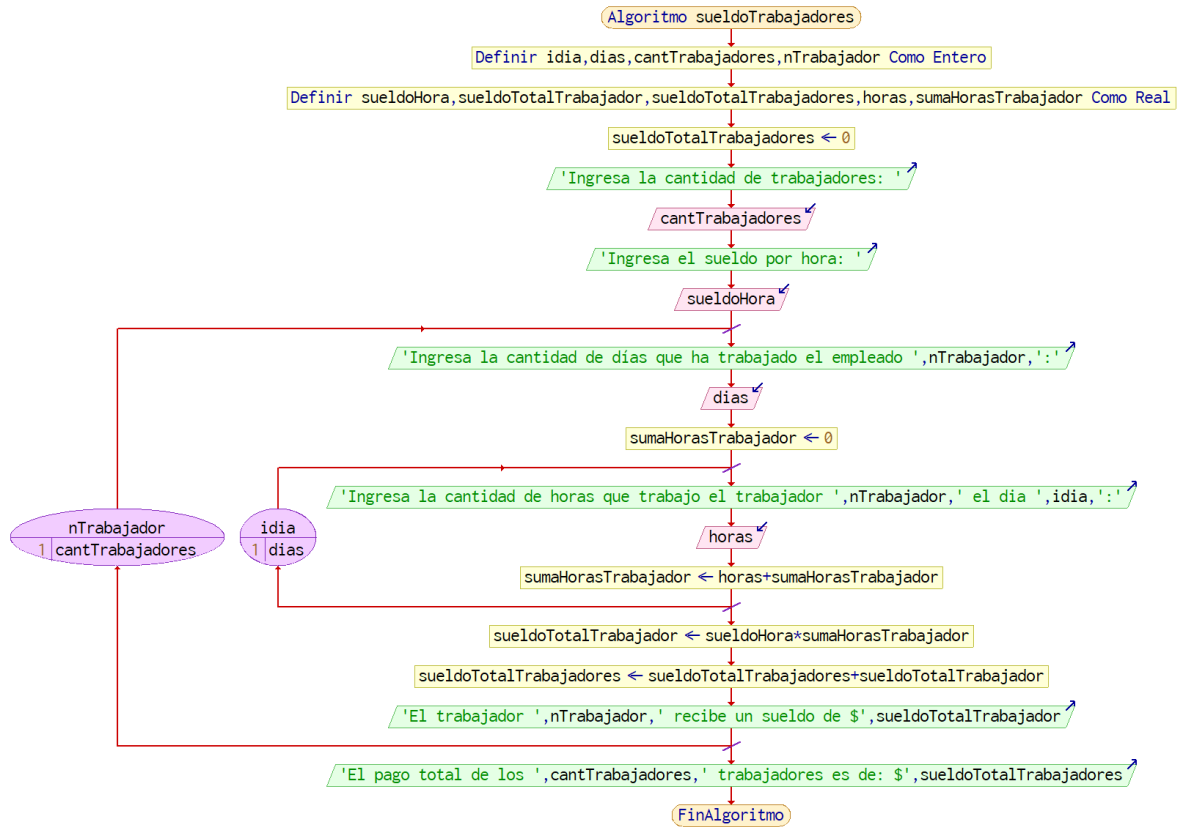 Algoritmo sueldoTrabajadores
Definir idia,dias,cantTrabajadores,nTrabajador Como Entero
Definir sueldoHora,sueldoTotalTrabajador,sueldoTotalTrabajadores,horas,sumaHorasTrabajador Como Real
sueldoTotalTrabajadores ← 0
'Ingresa la cantidad de trabajadores: '
cantTrabajadores
'Ingresa el sueldo por hora: '
sueldoHora
'Ingresa la cantidad de días que ha trabajado el empleado ',nTrabajador,':'
dias
sumaHorasTrabajador ← 0
'Ingresa la cantidad de horas que trabajo el trabajador ',nTrabajador,' el dia ',idia,':'
nTrabajador
1 cantTrabajadores
idia
1 dias
horas
sumaHorasTrabajador ← horas+sumaHorasTrabajador
sueldoTotalTrabajador ← sueldoHora*sumaHorasTrabajador
sueldoTotalTrabajadores ← sueldoTotalTrabajadores+sueldoTotalTrabajador
'El trabajador ',nTrabajador,' recibe un sueldo de $',sueldoTotalTrabajador
'El pago total de los ',cantTrabajadores,' trabajadores es de: $',sueldoTotalTrabajadores
FinAlgoritmo